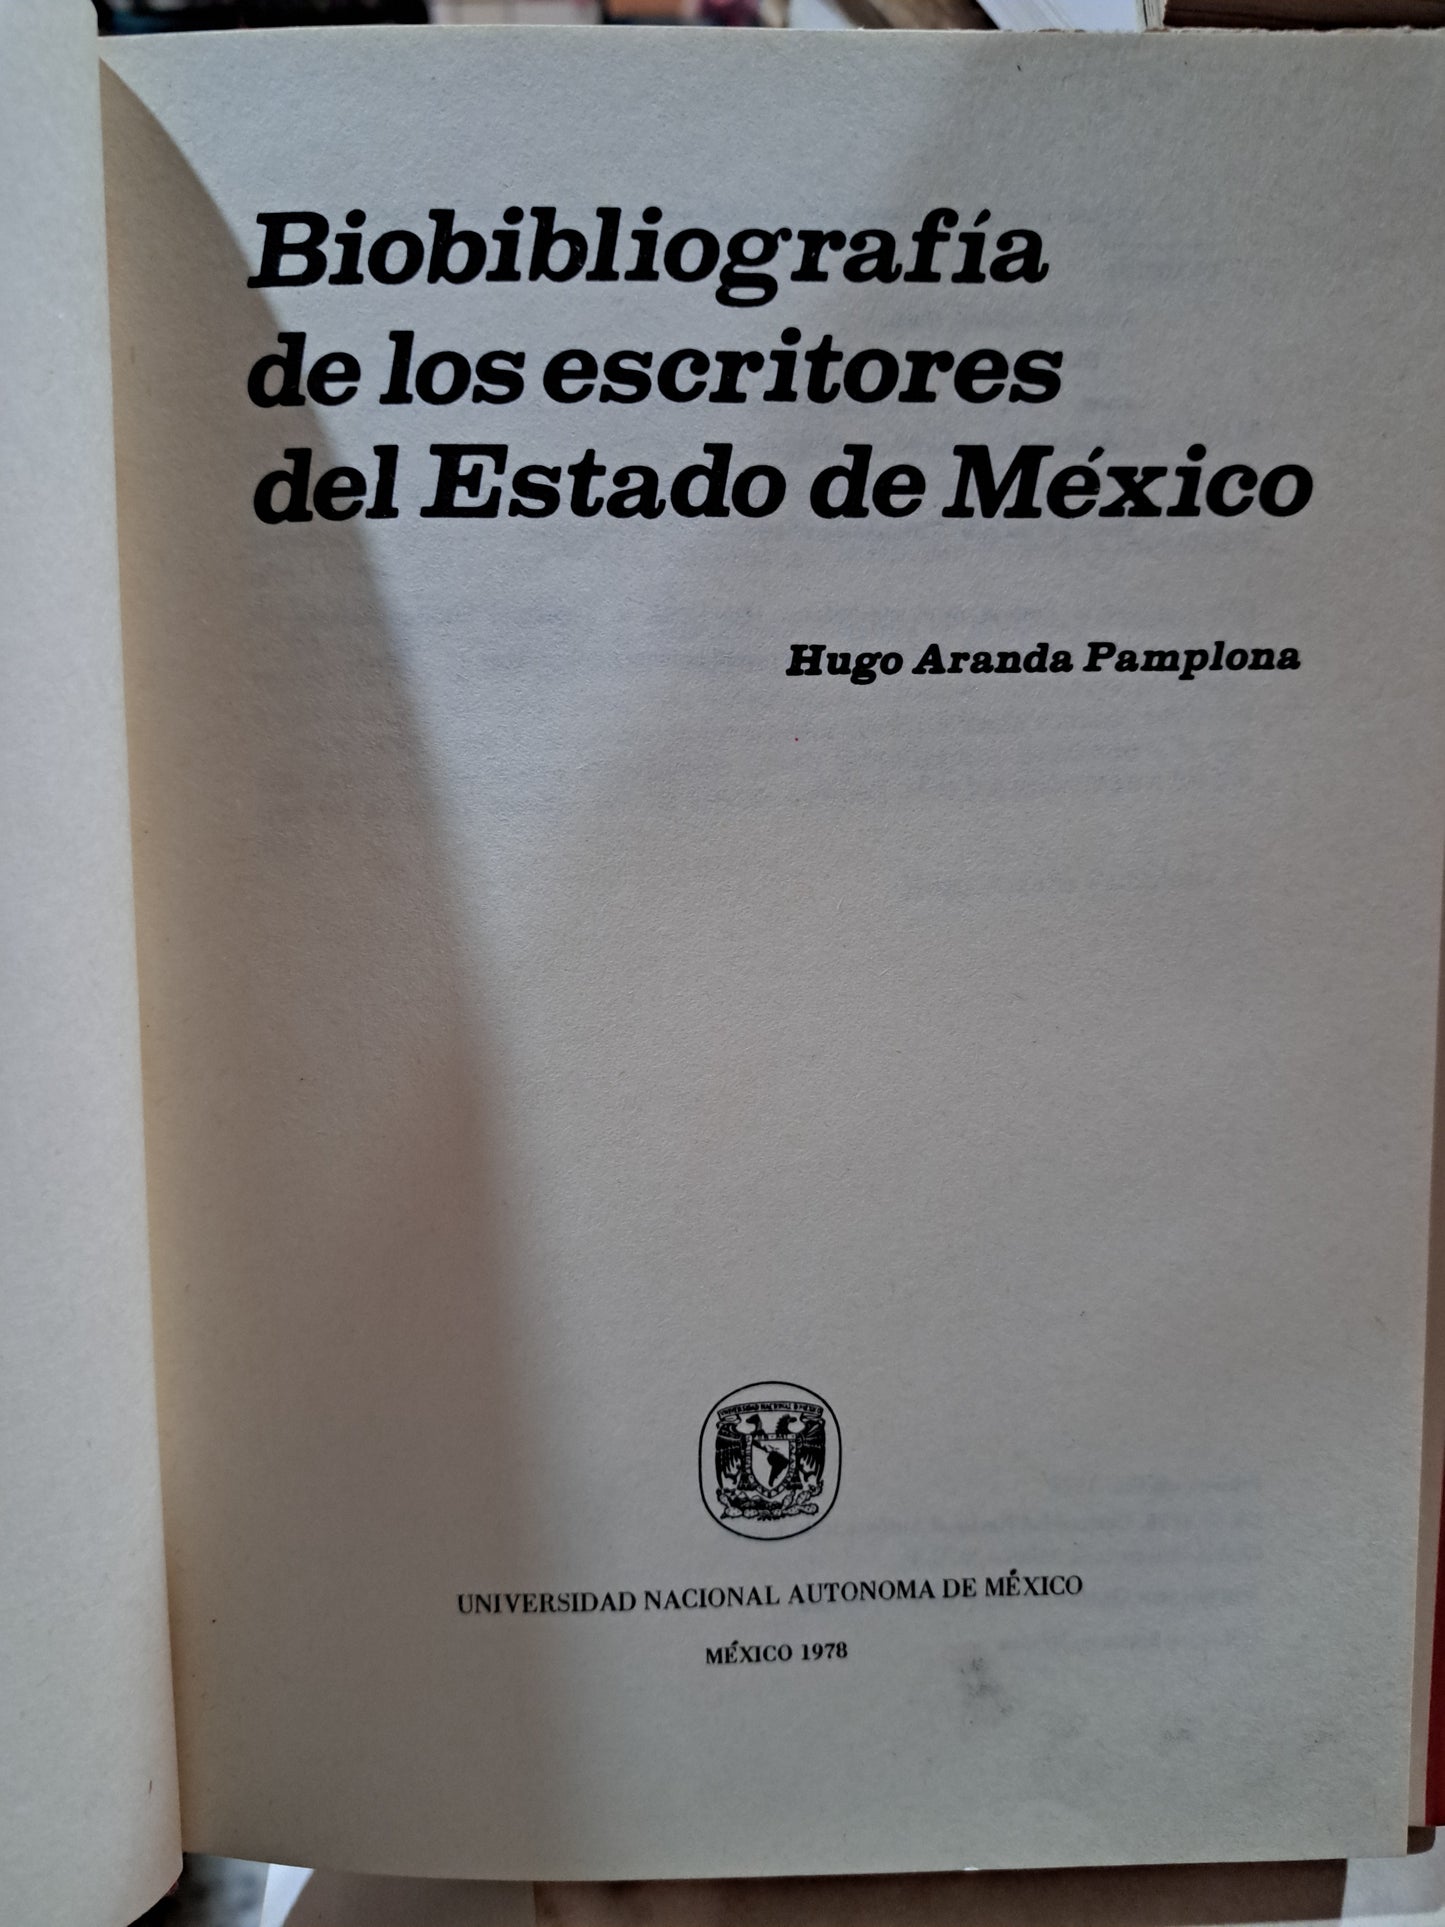 Biobibliografía
de los escritores
del Estado de México
Hugo Aranda Pamplona
UNIVERSIDAD NACIONAL AUTONOMA DE MÉXICO
MÉXICO 1978